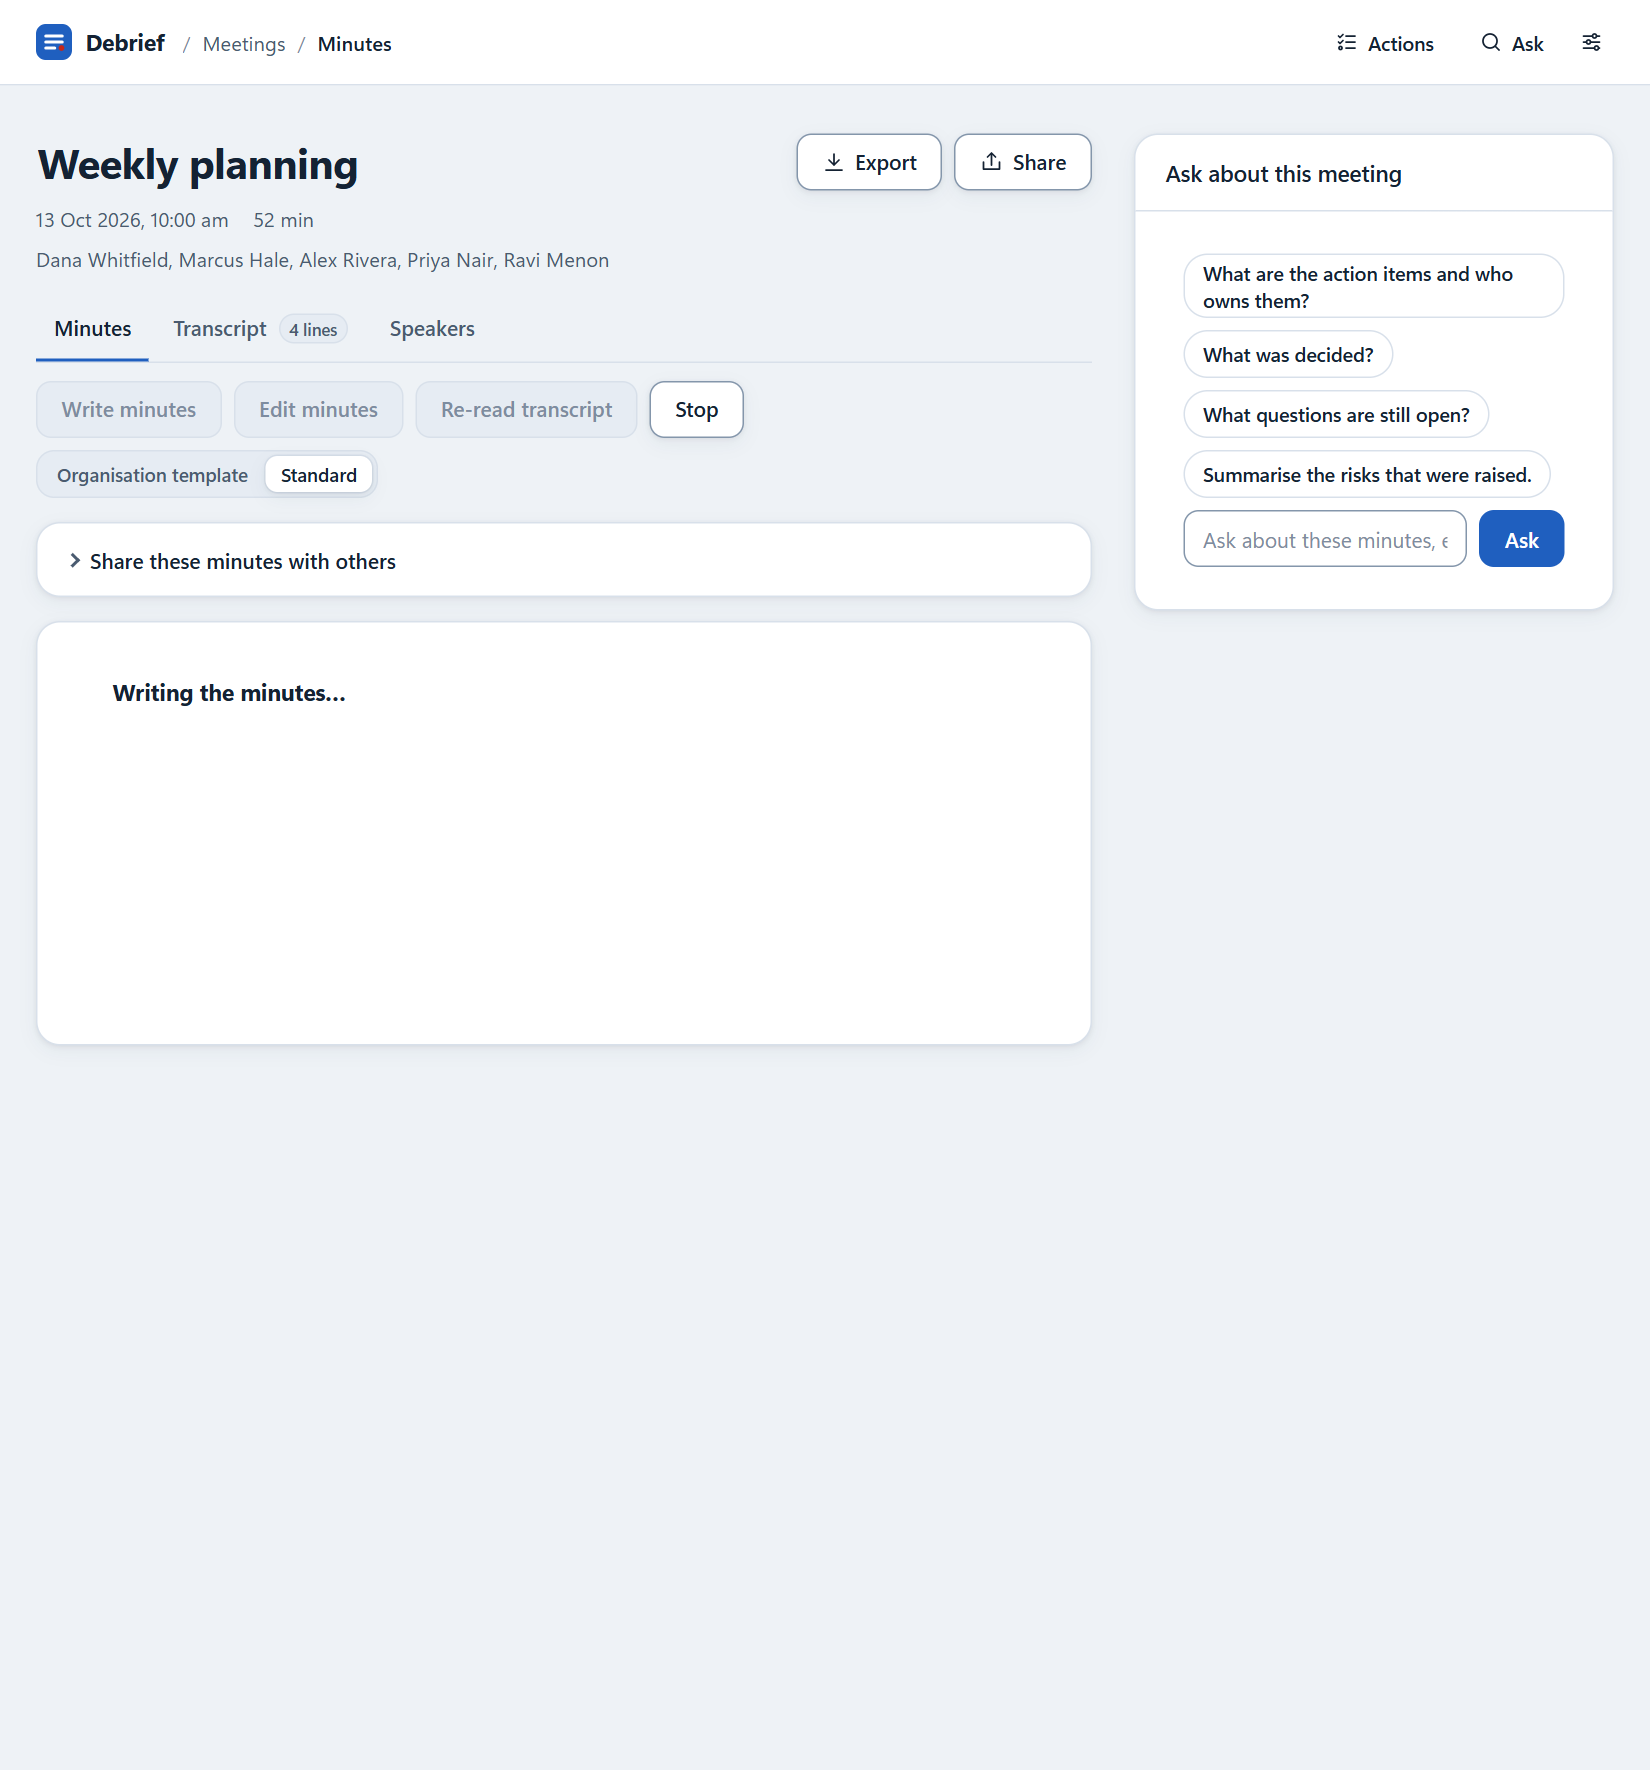 Debrief / Meetings / Minutes
Actions
Ask
Weekly planning
Export
Share
13 Oct 2026, 10:00 am 52 min
Dana Whitfield, Marcus Hale, Alex Rivera, Priya Nair, Ravi Menon
Minutes
Transcript 4 lines
Speakers
Write minutes
Edit minutes
Re-read transcript
Stop
Organisation template
Standard
Share these minutes with others
Writing the minutes...
Ask about this meeting
What are the action items and who
owns them?
What was decided?
What questions are still open?
Summarise the risks that were raised.
Ask about these minutes,
Ask